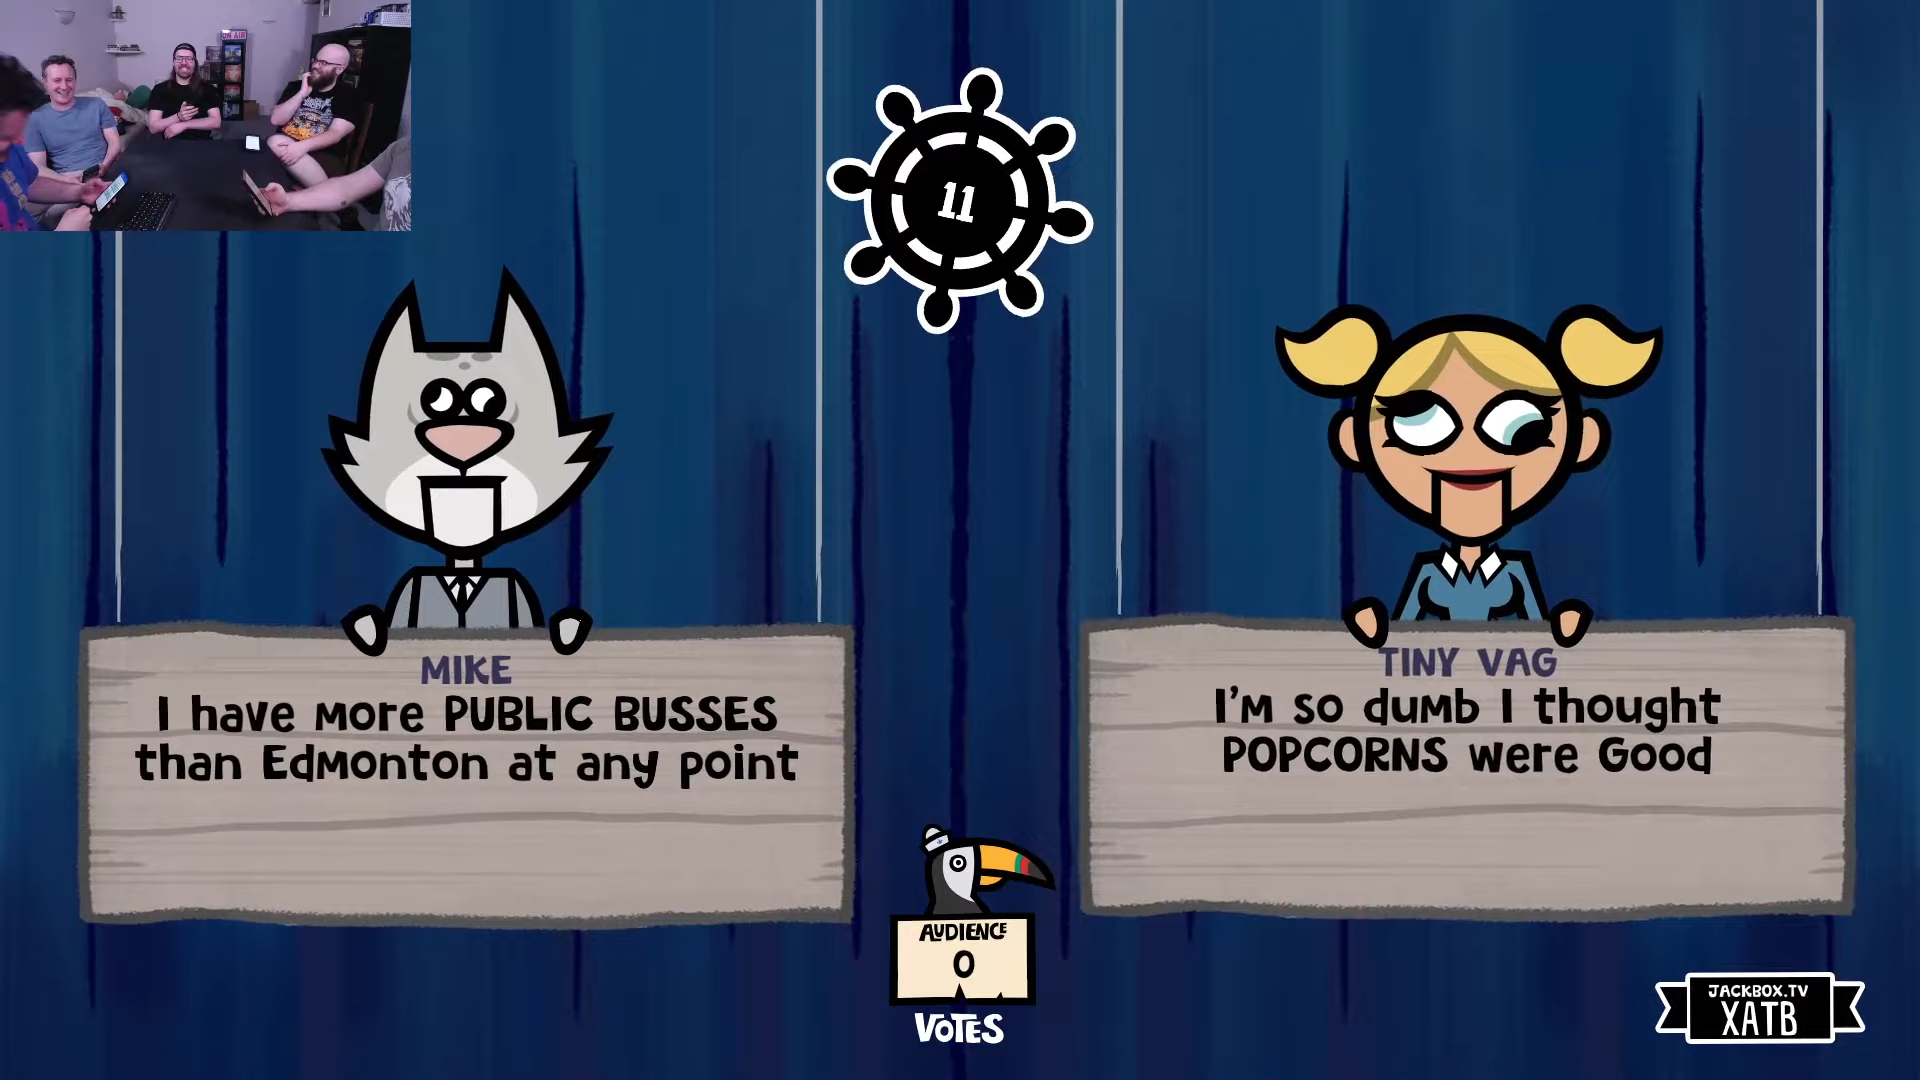 ON AIR
11
MIKE
I have more PUBLIC BUSSES
than Edmonton at any point
TINY VAG
I'm so dumb I thought
POPCORNS were Good
AUDIENCE
0
VOTES
JACKBOX.TV
XATB